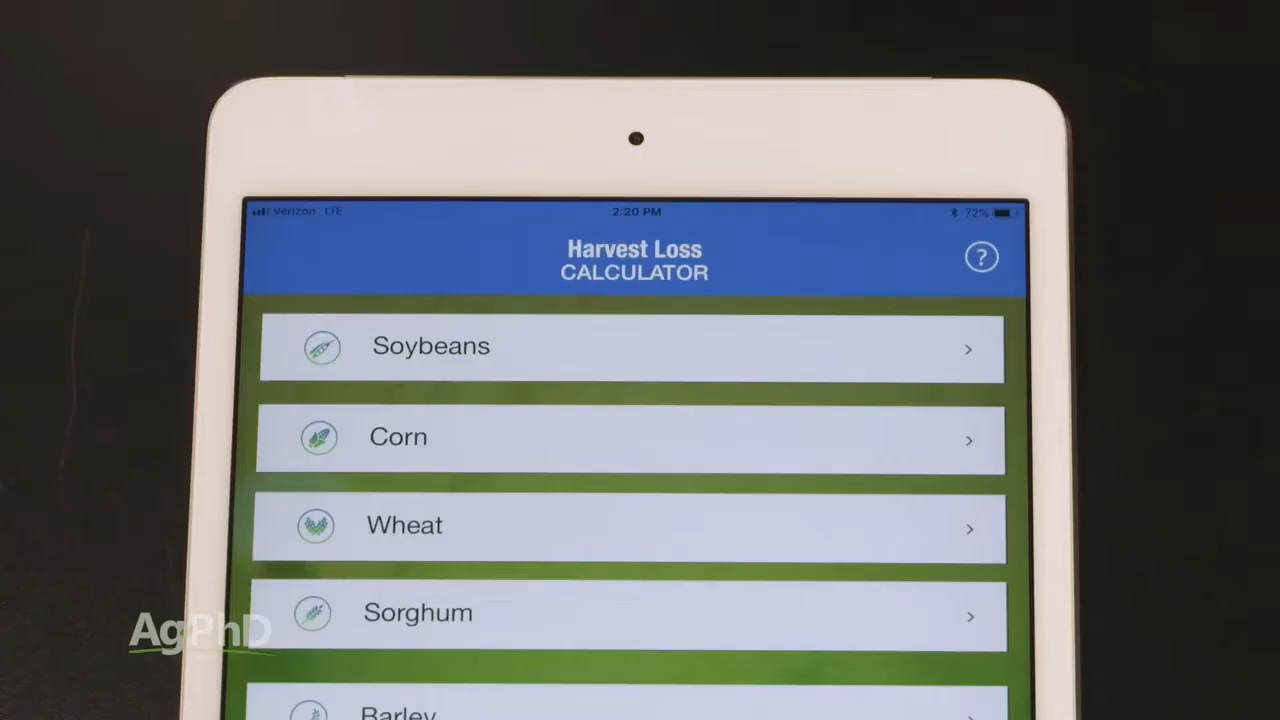 Verizon LTE 2:20 PM 72%
Harvest Loss
CALCULATOR
?
Soybeans
Corn
Wheat
Sorghum
Barley
AgPhD